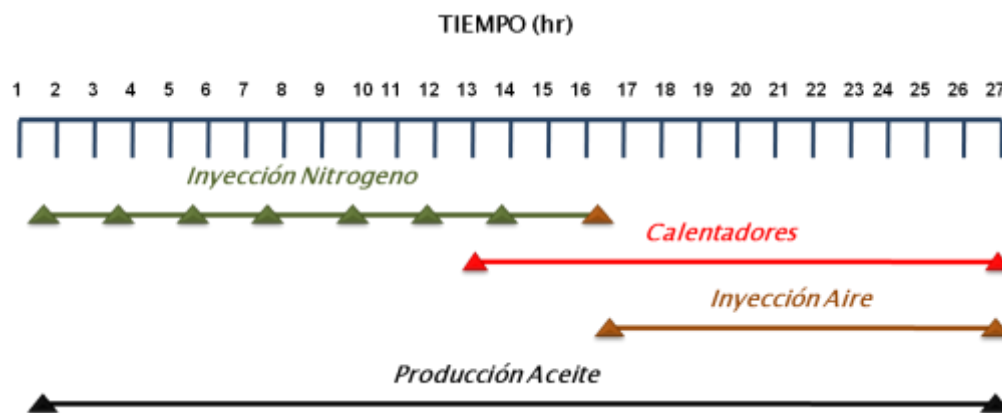 TIEMPO (hr)
1 2 3 4 5 6 7 8 9 10 11 12 13 14 15 16 17 18 19 20 21 22 23 24 25 26 27
Inyección Nitrogeno
Calentadores
Inyección Aire
Producción Aceite